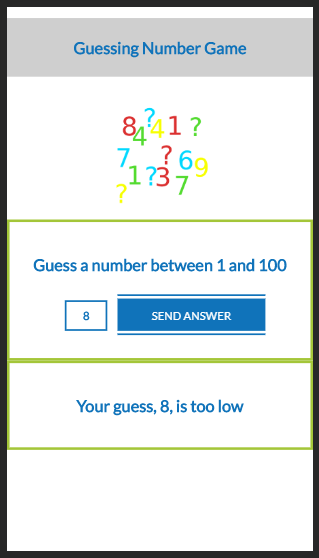 Guessing Number Game
8 4 ? 4 1 ?
7 ? 6 9
? 1 ? 3 7
Guess a number between 1 and 100
8 SEND ANSWER
Your guess, 8, is too low